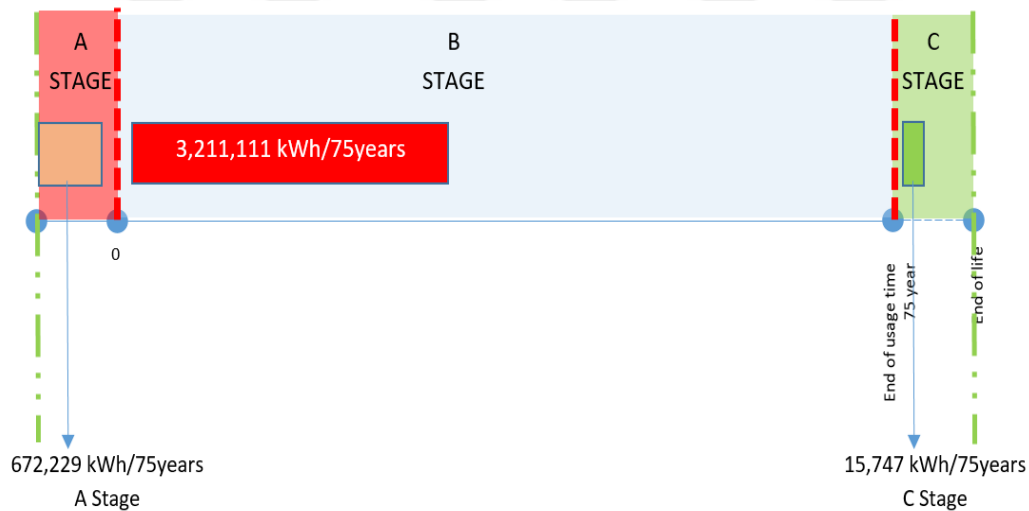 A
STAGE
B
STAGE
C
STAGE
3,211,111 kWh/75years
0
End of usage time
75 year
End of life
672,229 kWh/75years
A Stage
15,747 kWh/75years
C Stage